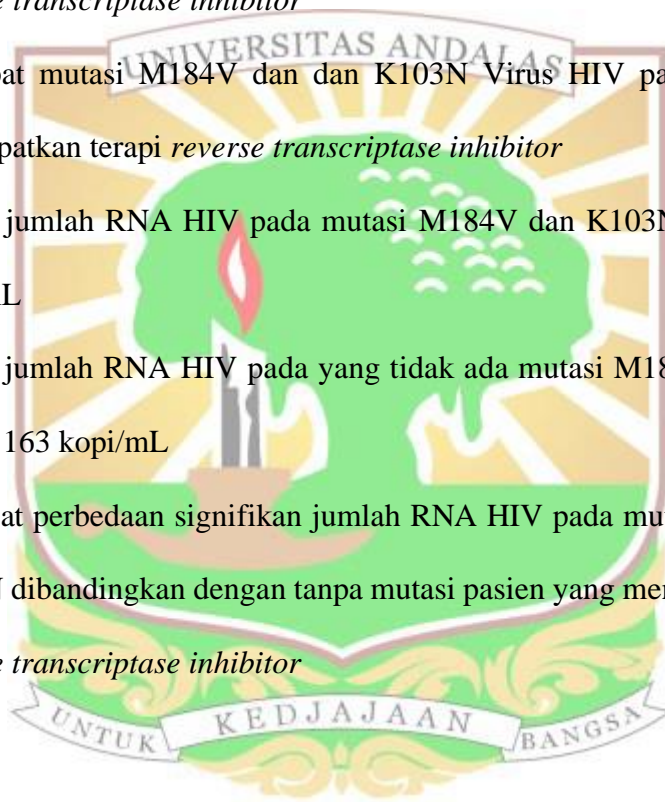 e transcriptase inhibitor
UNIVERSITAS ANDALAS
at mutasi M184V dan dan K103N Virus HIV pa
patkan terapi reverse transcriptase inhibitor
jumlah RNA HIV pada mutasi M184V dan K103N
L
jumlah RNA HIV pada yang tidak ada mutasi M18
163 kopi/mL
at perbedaan signifikan jumlah RNA HIV pada mu
dibandingkan dengan tanpa mutasi pasien yang mer
e transcriptase inhibitor
UNTUK KEDJAJAAN BANGSA